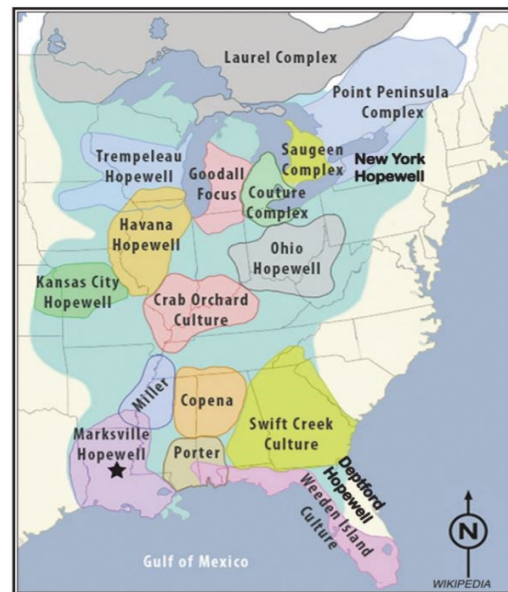 Laurel Complex
Point Peninsula
Complex
Trempeleau
Hopewell
Goodall
Focus
Saugeen
Complex
New York
Hopewell
Couture
Complex
Havana
Hopewell
Ohio
Hopewell
Kansas City
Hopewell
Crab Orchard
Culture
Miller
Copena
Swift Creek
Culture
Marksville
Hopewell
Porter
Deptford
Hopewell
Weeden Island
Culture
Gulf of Mexico
N
WIKIPEDIA